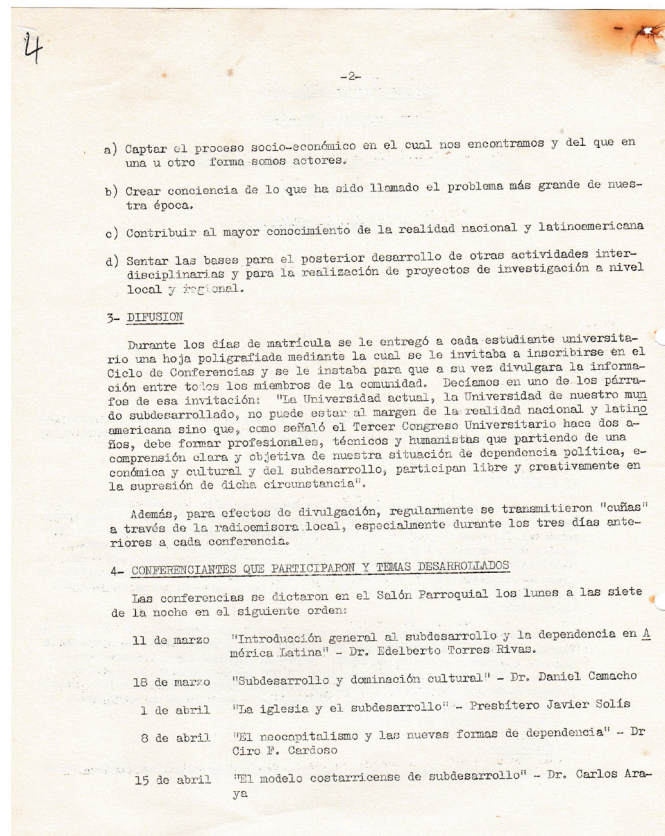 4
-2-
a) Captar el proceso socio-económico en el cual nos encontramos y del que en
una u otro forma somos actores.
b) Crear conciencia de lo que ha sido llamado el problema más grande de nues-
tra época.
c) Contribuir al mayor conocimiento de la realidad nacional y latinoamericana
d) Sentar las bases para el posterior desarrollo de otras actividades inter-
disciplinarias y para la realización de proyectos de investigación a nivel
local y regional.
3- DIFUSION
Durante los días de matrícula se le entregó a cada estudiante universita-
rio una hoja poligrafiada mediante la cual se le invitaba a inscribirse en el
Ciclo de Conferencias y se le instaba para que a su vez divulgara la informa-
ción entre todos los miembros de la comunidad. Decíamos en uno de los párra-
fos de esa invitación: "La Universidad actual, la Universidad de nuestro mun
do subdesarrollado, no puede estar al margen de la realidad nacional y latino
americana sino que, como señaló el Tercer Congreso Universitario hace dos a-
ños, debe formar profesionales, técnicos y humanistas que partiendo de una
comprensión clara y objetiva de nuestra situación de dependencia política, e-
conómica y cultural y del subdesarrollo, participan libre y creativamente en
la supresión de dicha circunstancia".
Además, para efectos de divulgación, regularmente se transmitieron "cuñas"
a través de la radioemisora local, especialmente durante los tres días ante-
riores a cada conferencia.
4- CONFERENCIANTES QUE PARTICIPARON Y TEMAS DESARROLLADOS
Las conferencias se dictaron en el Salón Parroquial los lunes a las siete
de la noche en el siguiente orden:
11 de marzo "Introducción general al subdesarrollo y la dependencia en A
mérica Latina" - Dr. Edelberto Torres Rivas.
18 de marzo "Subdesarrollo y dominación cultural" - Dr. Daniel Camacho
1 de abril "La iglesia y el subdesarrollo" - Presbítero Javier Solís
8 de abril "El neocapitalismo y las nuevas formas de dependencia" - Dr
Ciro F. Cardoso
15 de abril "El modelo costarricense de subdesarrollo" - Dr. Carlos Ara-
ya